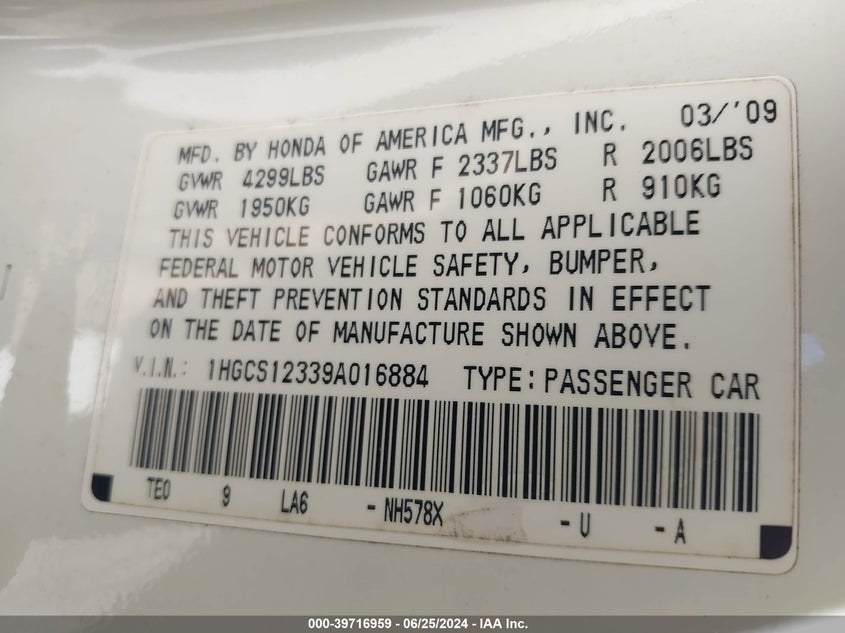 MFD. BY HONDA OF AMERICA MFG., INC. 03/'09
GVWR 4299LBS GAWR F 2337LBS R 2006LBS
GVWR 1950KG GAWR F 1060KG R 910KG
THIS VEHICLE CONFORMS TO ALL APPLICABLE
FEDERAL MOTOR VEHICLE SAFETY, BUMPER,
AND THEFT PREVENTION STANDARDS IN EFFECT
ON THE DATE OF MANUFACTURE SHOWN ABOVE.
V.I.N.: 1HGCS12339A016884 TYPE: PASSENGER CAR
TE0 9 LA6 - NH578X - U - A
000-39716959 - 06/25/2024 - IAA Inc.